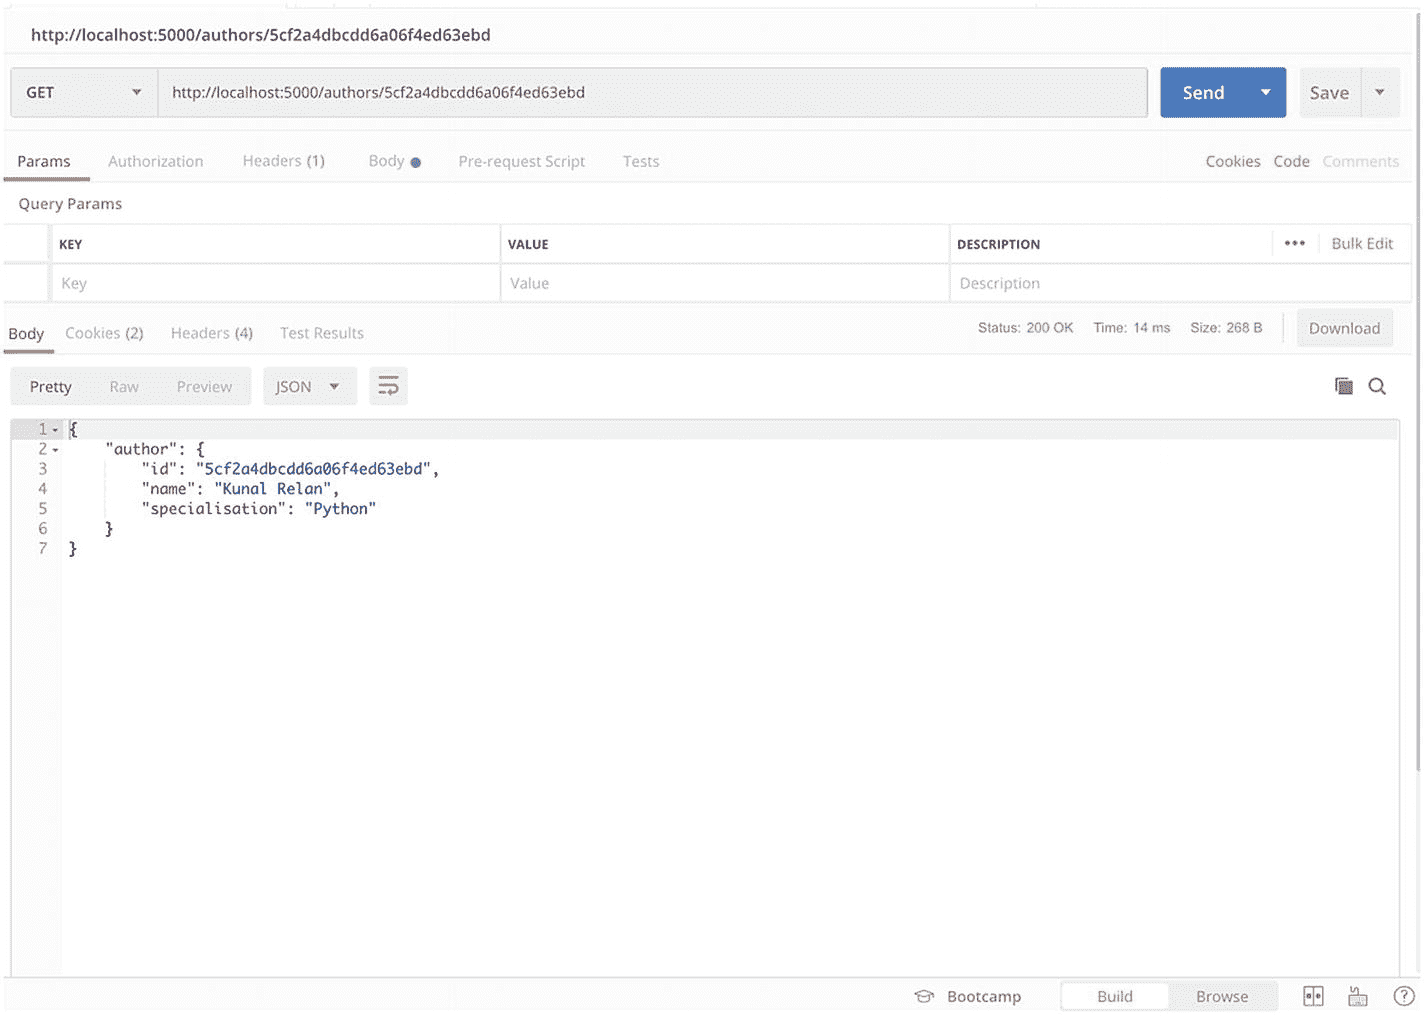 http://localhost:5000/authors/5cf2a4dbcdd6a06f4ed63ebd
GET http://localhost:5000/authors/5cf2a4dbcdd6a06f4ed63ebd Send Save
Params Authorization Headers (1) Body Pre-request Script Tests Cookies Code Comments
Query Params
KEY VALUE DESCRIPTION ••• Bulk Edit
Key Value Description
Body Cookies (2) Headers (4) Test Results Status: 200 OK Time: 14 ms Size: 268 B Download
Pretty Raw Preview JSON
1 {
2 "author": {
3 "id": "5cf2a4dbcdd6a06f4ed63ebd",
4 "name": "Kunal Relan",
5 "specialisation": "Python"
6 }
7 }
Bootcamp Build Browse ?